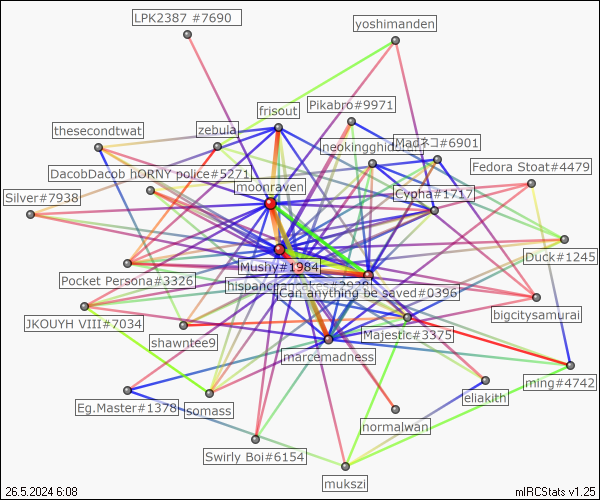 LPK2387 #7690
yoshimanden
Pikabro#9971
frisout
thesecondtwat
zebula
neokingghidorah
Madネコ#6901
Fedora Stoat#4479
DacobDacob hORNY police#5271
moonraven
Cypha#1717
Silver#7938
Duck#1245
Mushy#1984
Pocket Persona#3326
Can anything be saved#0396
bigcitysamurai
JKOUYH VIII#7034
Majestic#3375
shawntee9
marcemadness
ming#4742
eliakith
Eg.Master#1378
somass
normalwan
Swirly Boi#6154
mukszi
26.5.2024 6:08
mIRCStats v1.25